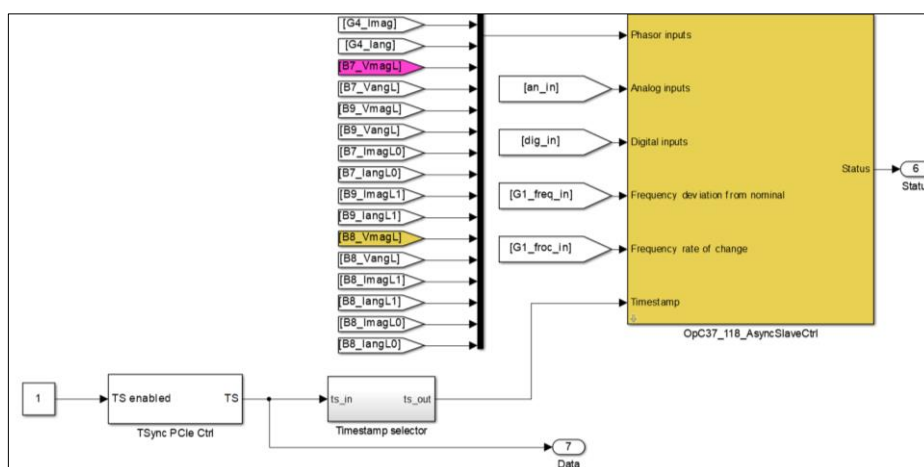 [G4_Imag]
[G4_Iang]
[B7_VmagL]
[B7_VangL]
[B9_VmagL]
[B9_VangL]
[B7_ImagL0]
[B7_IangL0]
[B9_ImagL1]
[B9_IangL1]
[B8_VmagL]
[B8_VangL]
[B8_ImagL1]
[B8_IangL1]
[B8_ImagL0]
[B8_IangL0]
[an_in]
[dig_in]
[G1_freq_in]
[G1_froc_in]
Phasor inputs
Analog inputs
Digital inputs
Frequency deviation from nominal
Frequency rate of change
Timestamp
Status
OpC37_118_AsyncSlaveCtrl
6
Statu
1
TS enabled
TS
TSync PCIe Ctrl
ts_in
ts_out
Timestamp selector
7
Data